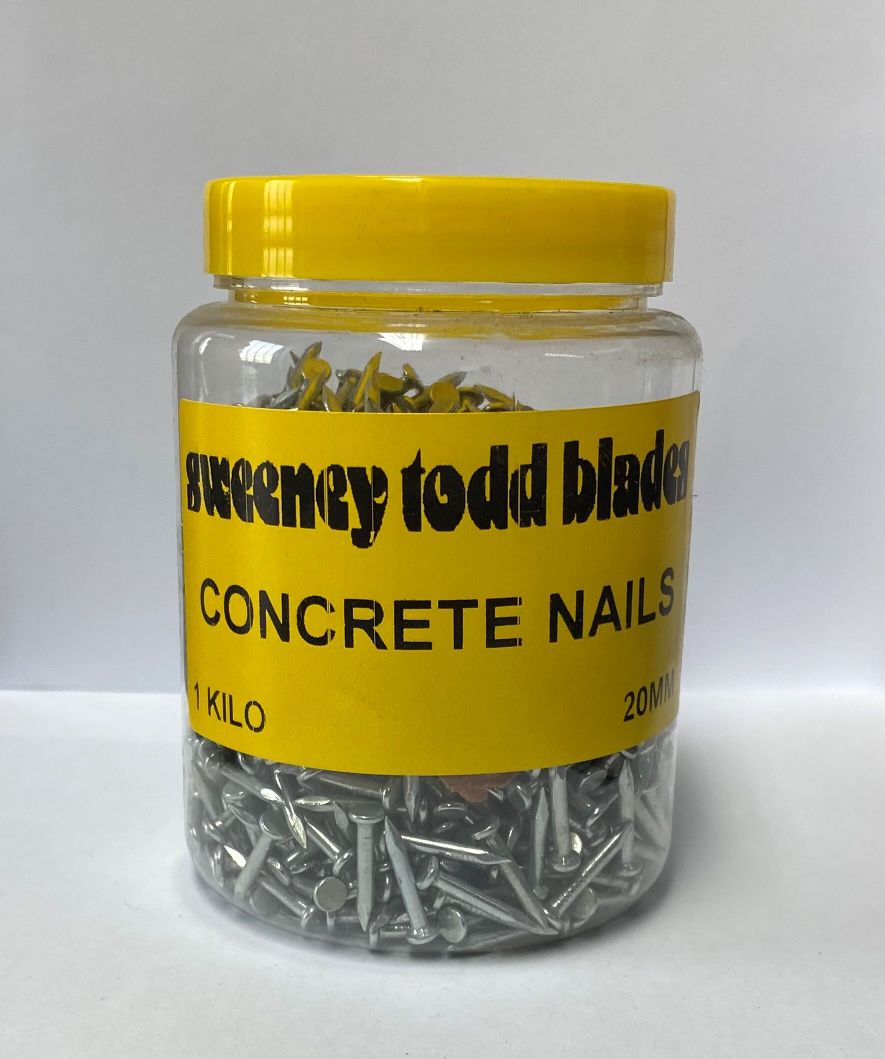 sweeney todd blades
CONCRETE NAILS
1 KILO
20MM